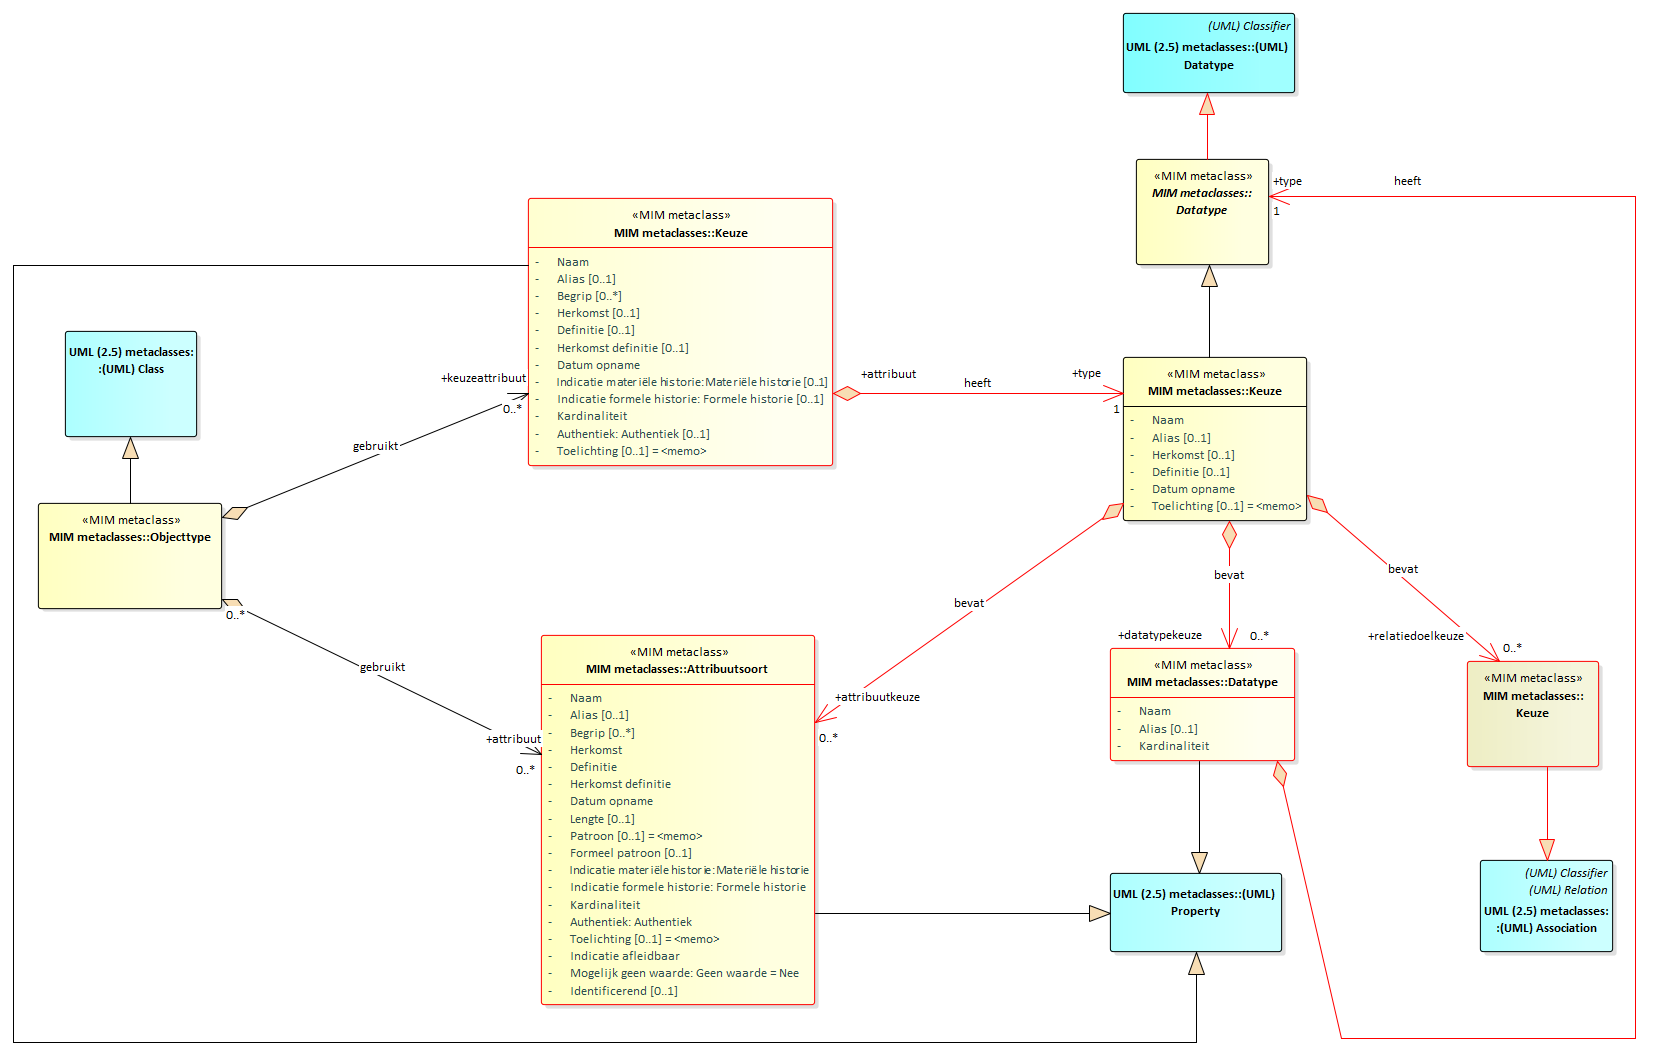 (UML) Classifier
UML (2.5) metaclasses::(UML)
Datatype
«MIM metaclass»
MIM metaclasses::
Datatype
+type
heeft
1
«MIM metaclass»
MIM metaclasses::Keuze
- Naam
- Alias [0..1]
- Begrip [0..*]
- Herkomst [0..1]
- Definitie [0..1]
- Herkomst definitie [0..1]
- Datum opname
- Indicatie materiële historie: Materiële historie [0..1]
- Indicatie formele historie: Formele historie [0..1]
- Kardinaliteit
- Authentiek: Authentiek [0..1]
- Toelichting [0..1] = <memo>
UML (2.5) metaclasses:
:(UML) Class
+keuzeattribuut
0..*
gebruikt
+attribuut
heeft
+type
1
«MIM metaclass»
MIM metaclasses::Keuze
- Naam
- Alias [0..1]
- Herkomst [0..1]
- Definitie [0..1]
- Datum opname
- Toelichting [0..1] = <memo>
«MIM metaclass»
MIM metaclasses::Objecttype
0..*
gebruikt
+attribuut
0..*
bevat
+attribuutkeuze
0..*
bevat
+datatypekeuze
0..*
bevat
+relatiedoelkeuze
0..*
«MIM metaclass»
MIM metaclasses::Attribuutsoort
- Naam
- Alias [0..1]
- Begrip [0..*]
- Herkomst
- Definitie
- Herkomst definitie
- Datum opname
- Lengte [0..1]
- Patroon [0..1] = <memo>
- Formeel patroon [0..1]
- Indicatie materiële historie: Materiële historie
- Indicatie formele historie: Formele historie
- Kardinaliteit
- Authentiek: Authentiek
- Toelichting [0..1] = <memo>
- Indicatie afleidbaar
- Mogelijk geen waarde: Geen waarde = Nee
- Identificerend [0..1]
«MIM metaclass»
MIM metaclasses::Datatype
- Naam
- Alias [0..1]
- Kardinaliteit
«MIM metaclass»
MIM metaclasses::
Keuze
UML (2.5) metaclasses::(UML)
Property
(UML) Classifier
(UML) Relation
UML (2.5) metaclasses:
:(UML) Association